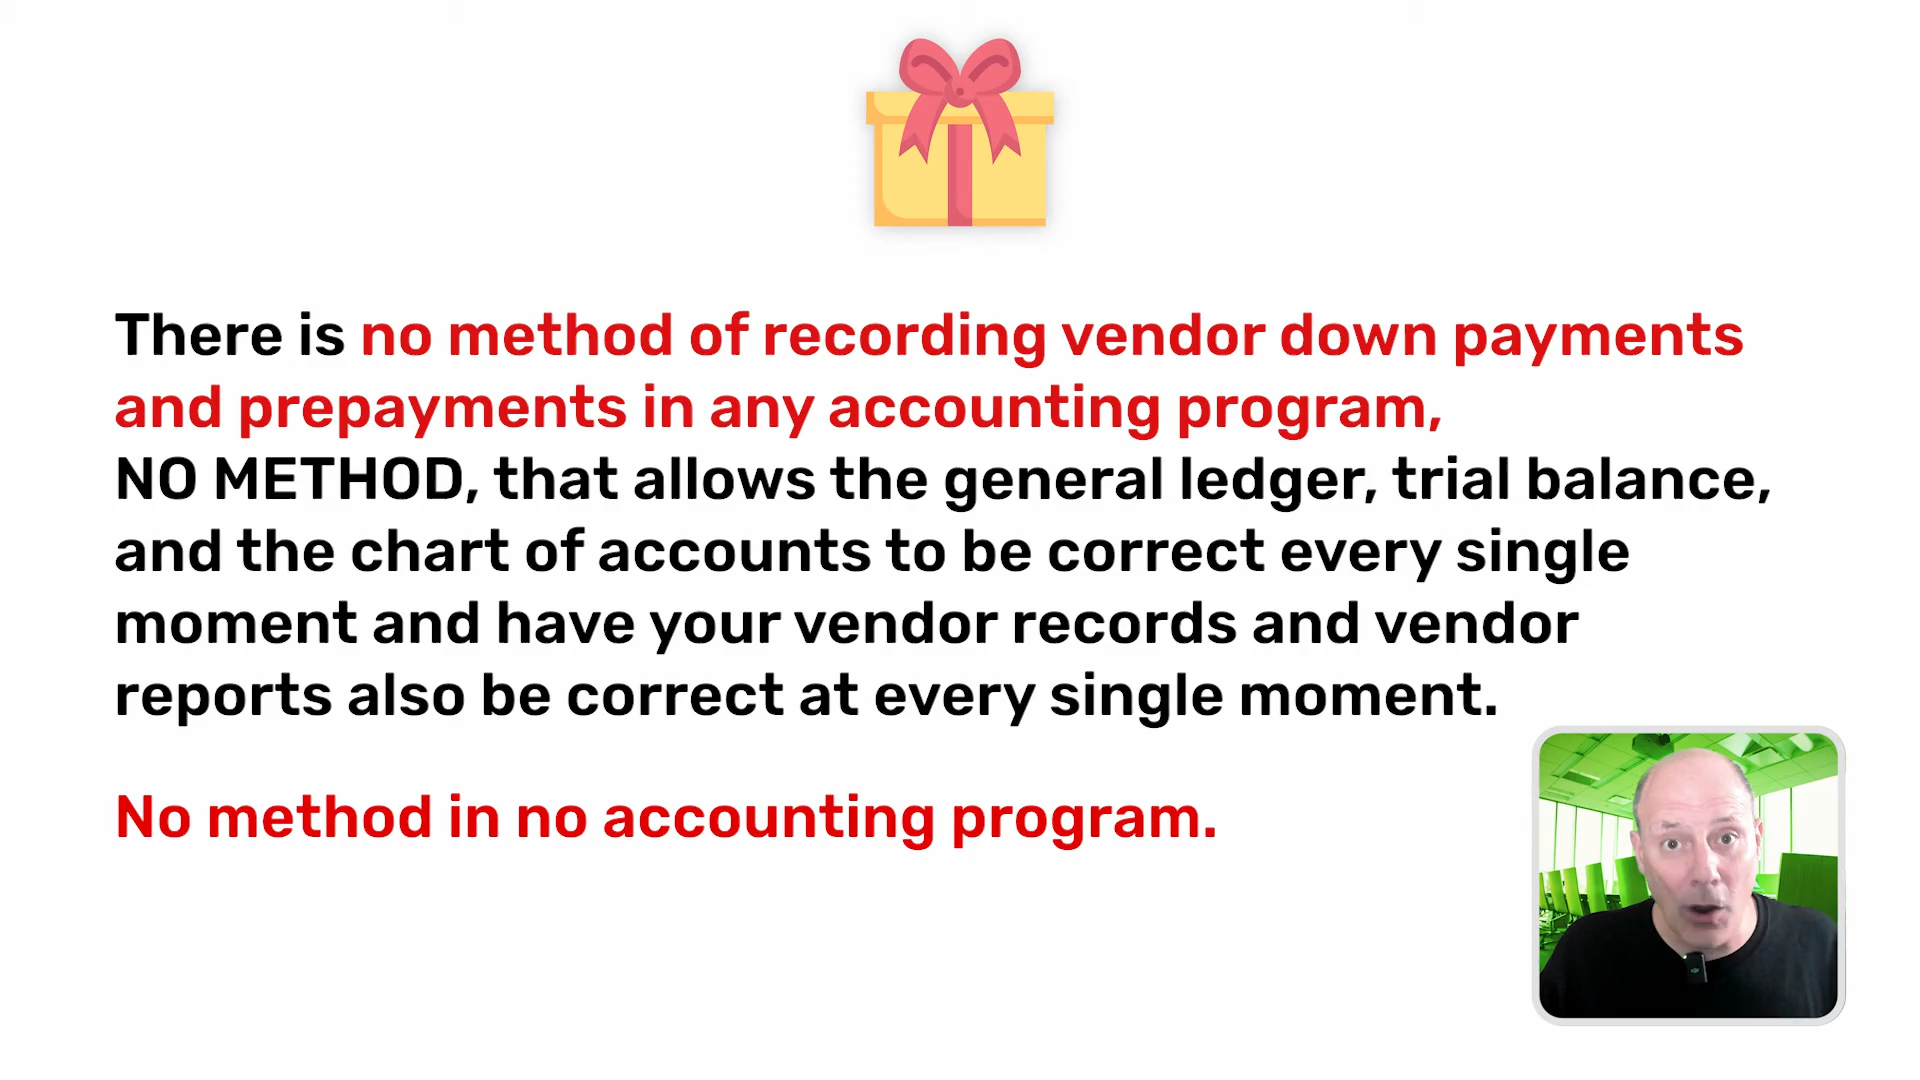 There is no method of recording vendor down payments
and prepayments in any accounting program,
NO METHOD, that allows the general ledger, trial balance,
and the chart of accounts to be correct every single
moment and have your vendor records and vendor
reports also be correct at every single moment.
No method in no accounting program.